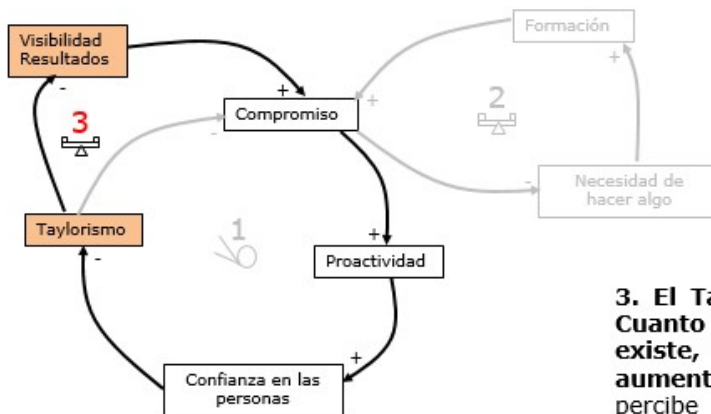 Visibilidad
Resultados
Formación
Compromiso
Necesidad de
hacer algo
Taylorismo
Proactividad
Confianza en las
personas
-
+
+
+
-
+
-
-
+
+
-
3
2
1
3. El Ta
Cuanto
existe,
aument
percibe